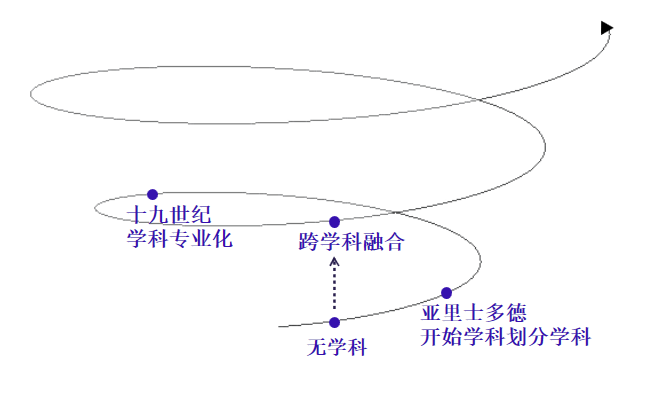 十九世纪
学科专业化
跨学科融合
亚里士多德
开始学科划分学科
无学科